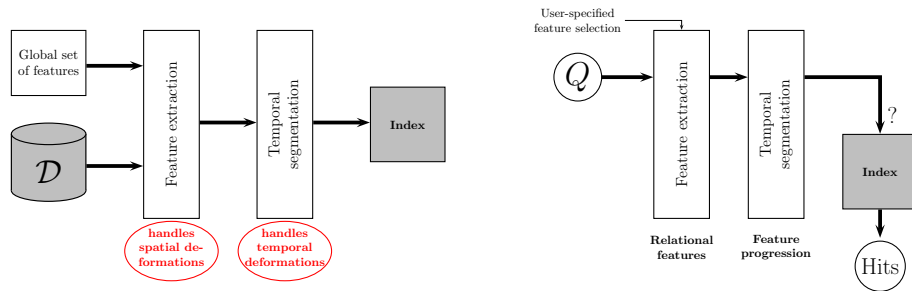 Global set
of features
D
Feature extraction
Temporal
segmentation
Index
handles
spatial de-
formations
handles
temporal
deformations
User-specified
feature selection
Q
Feature extraction
Temporal
segmentation
?
Index
Hits
Relational
features
Feature
progression